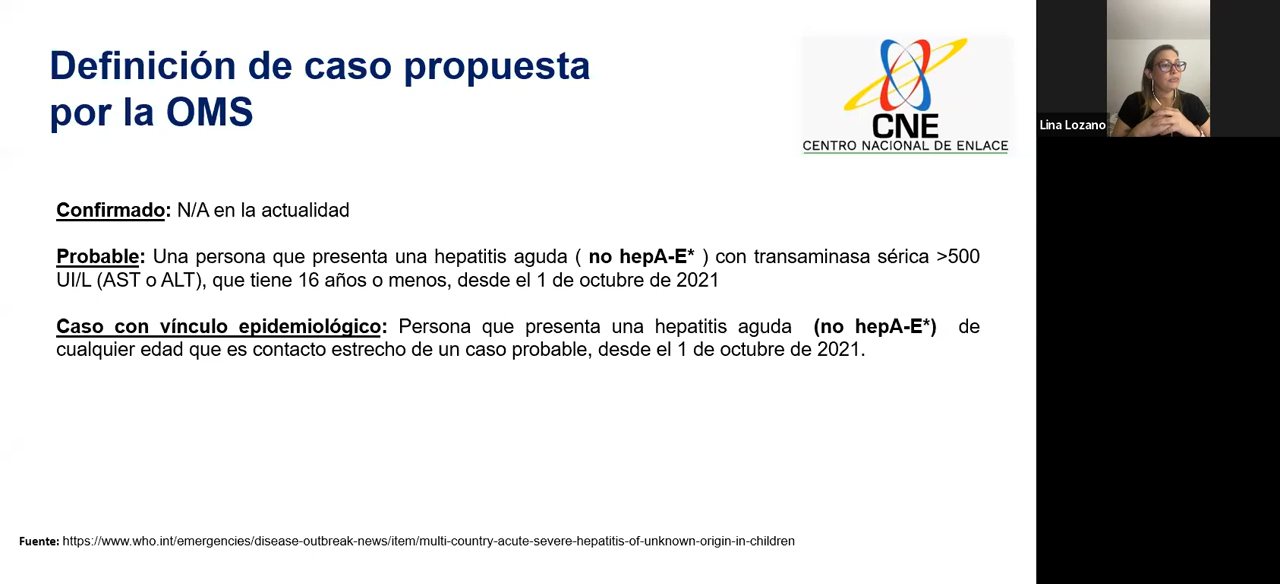 Definición de caso propuesta
por la OMS
CNE
CENTRO NACIONAL DE ENLACE
Lina Lozano
Confirmado: N/A en la actualidad
Probable: Una persona que presenta una hepatitis aguda ( no hepA-E* ) con transaminasa sérica >500
UI/L (AST o ALT), que tiene 16 años o menos, desde el 1 de octubre de 2021
Caso con vínculo epidemiológico: Persona que presenta una hepatitis aguda (no hepA-E*) de
cualquier edad que es contacto estrecho de un caso probable, desde el 1 de octubre de 2021.
Fuente: https://www.who.int/emergencies/disease-outbreak-news/item/multi-country-acute-severe-hepatitis-of-unknown-origin-in-children